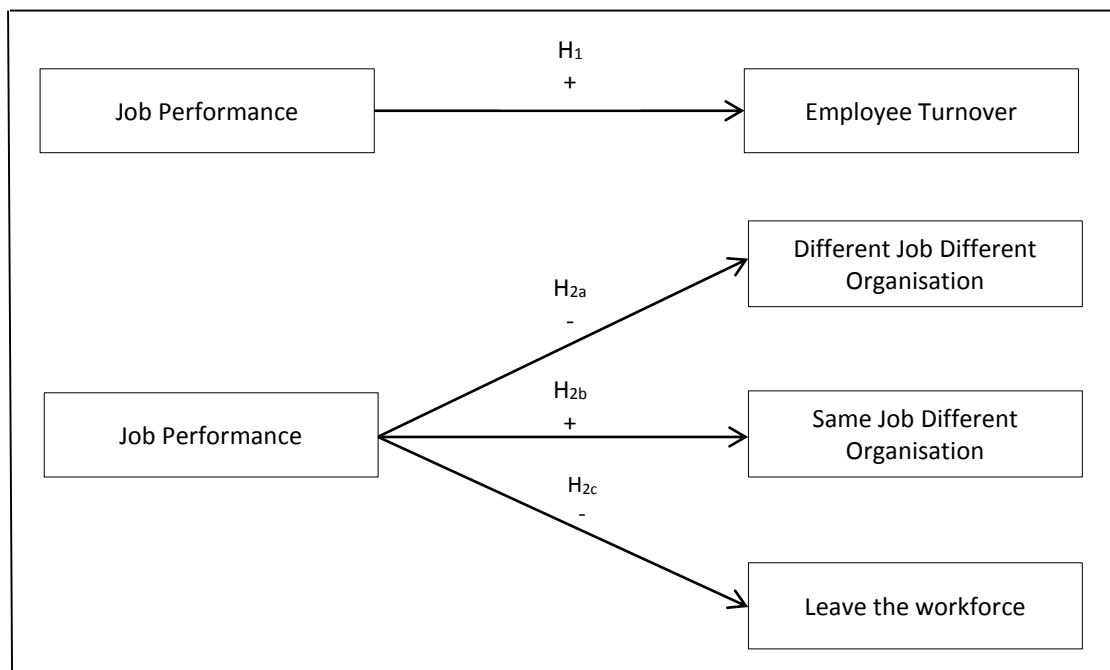 H1
+
Job Performance
Employee Turnover
Different Job Different
Organisation
H2a
-
H2b
+
Job Performance
Same Job Different
Organisation
H2c
-
Leave the workforce